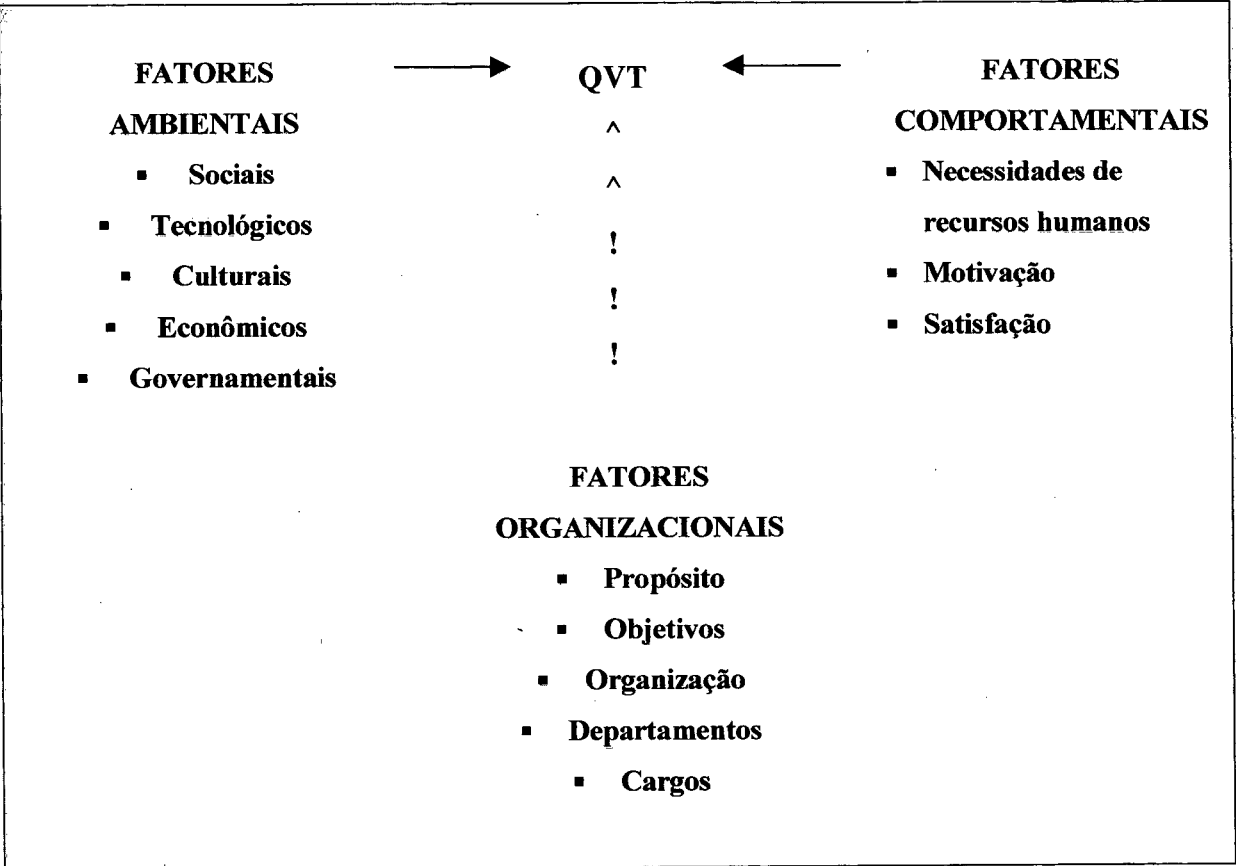 FATORES
AMBIENTAIS
▪ Sociais
▪ Tecnológicos
▪ Culturais
▪ Econômicos
▪ Governamentais
QVT
^
^
!
!
!
FATORES
COMPORTAMENTAIS
▪ Necessidades de
recursos humanos
▪ Motivação
▪ Satisfação
FATORES
ORGANIZACIONAIS
▪ Propósito
▪ Objetivos
▪ Organização
▪ Departamentos
▪ Cargos